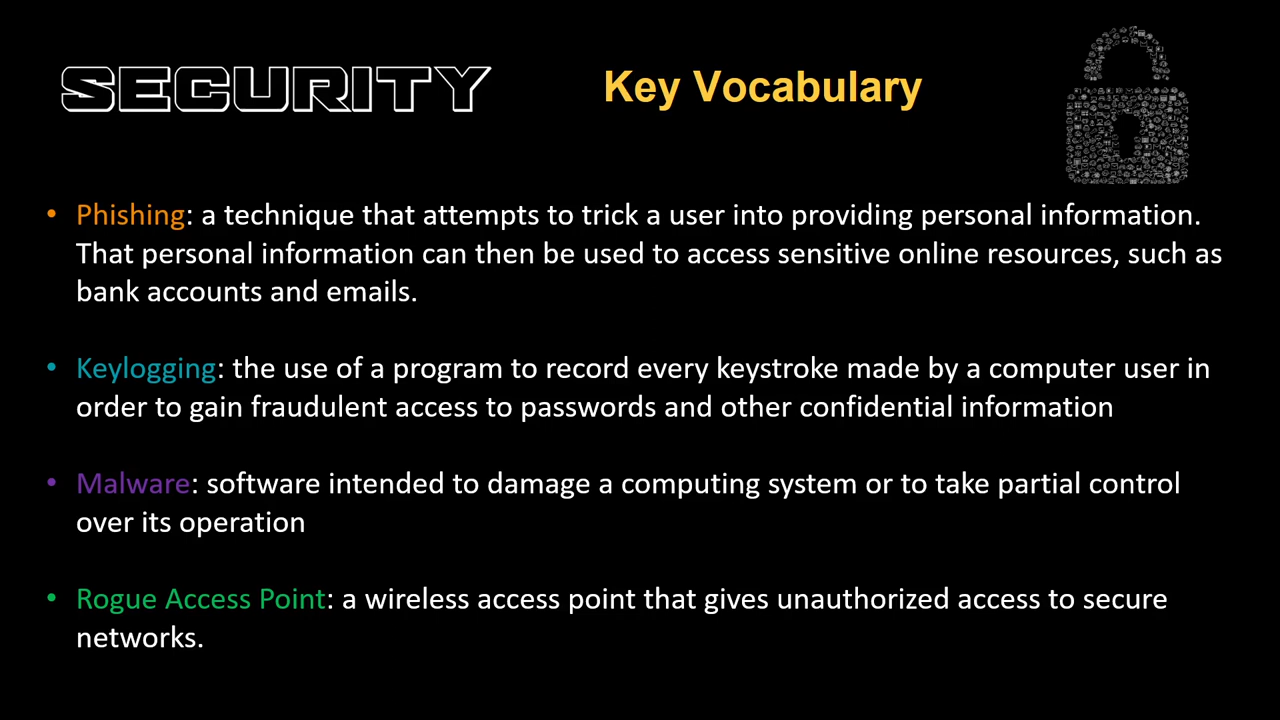 SECURITY
Key Vocabulary
• Phishing: a technique that attempts to trick a user into providing personal information.
That personal information can then be used to access sensitive online resources, such as
bank accounts and emails.
• Keylogging: the use of a program to record every keystroke made by a computer user in
order to gain fraudulent access to passwords and other confidential information
• Malware: software intended to damage a computing system or to take partial control
over its operation
• Rogue Access Point: a wireless access point that gives unauthorized access to secure
networks.